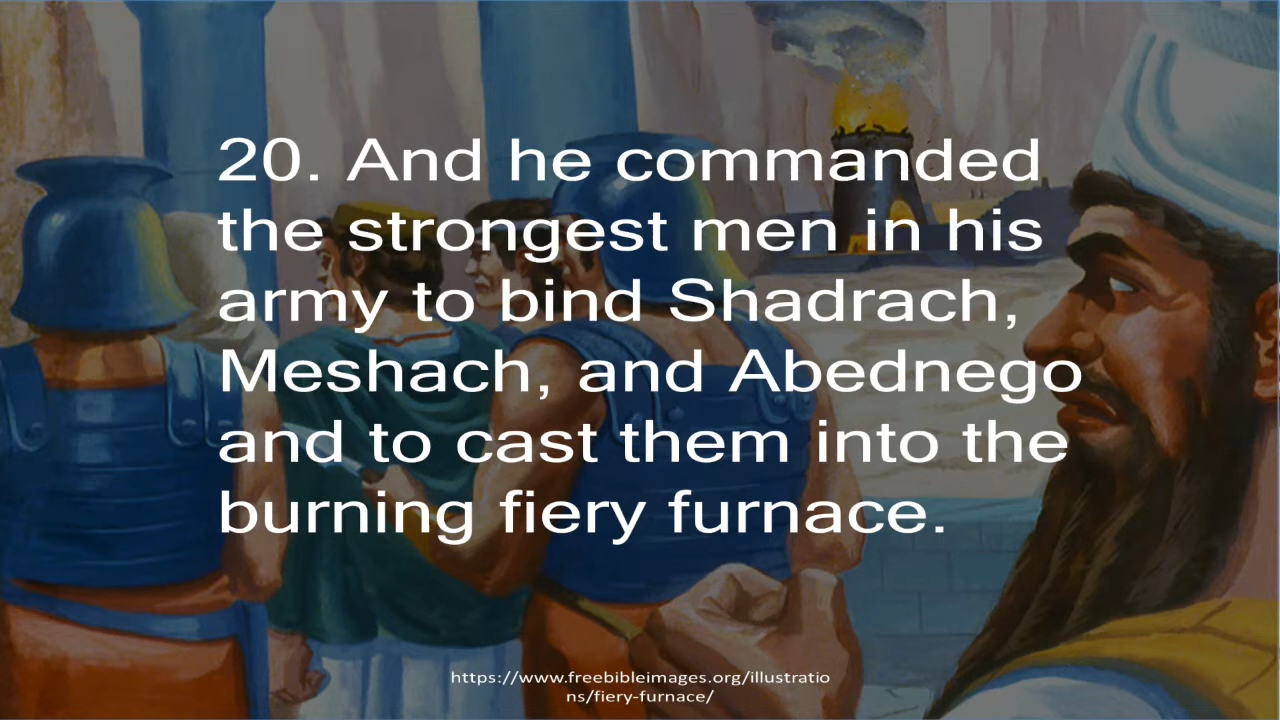 20. And he commanded
the strongest men in his
army to bind Shadrach,
Meshach, and Abednego
and to cast them into the
burning fiery furnace.
https://www.freebibleimages.org/illustratio
ns/fiery-furnace/